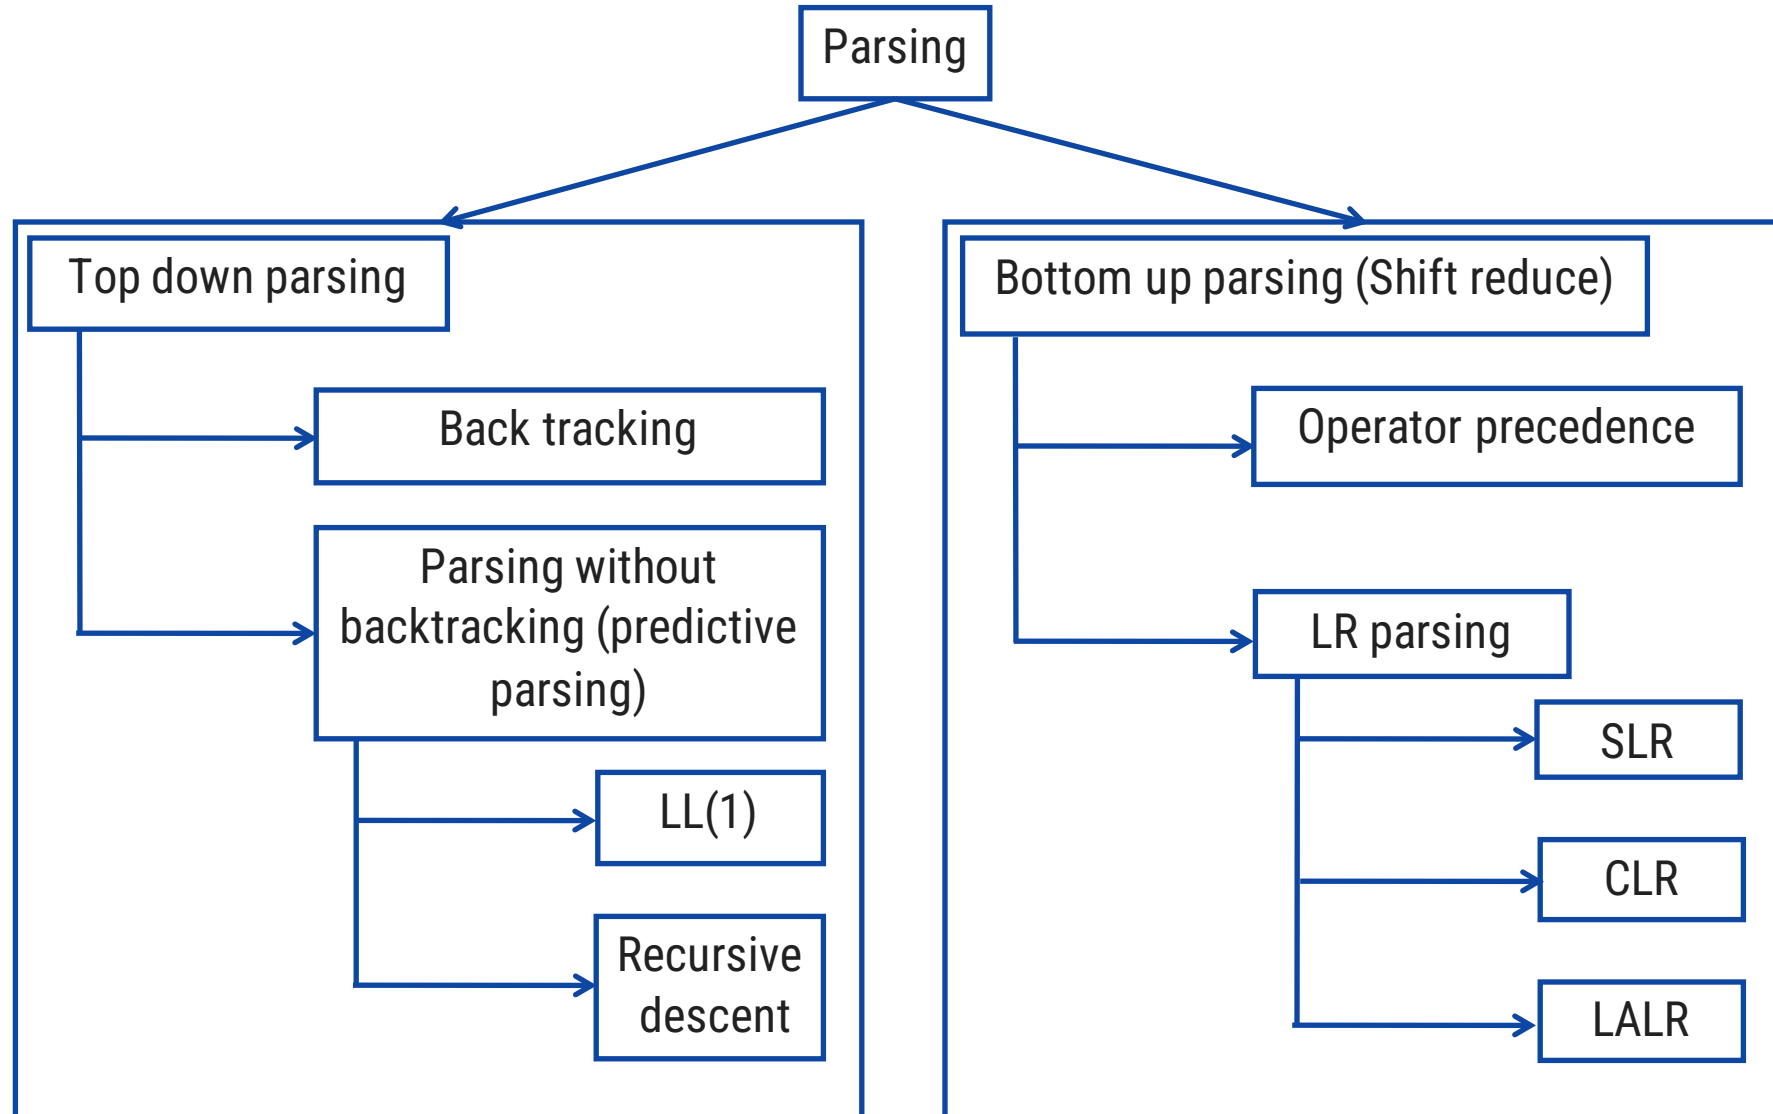 Parsing
Top down parsing
Back tracking
Parsing without
backtracking (predictive
parsing)
LL(1)
Recursive
descent
Bottom up parsing (Shift reduce)
Operator precedence
LR parsing
SLR
CLR
LALR